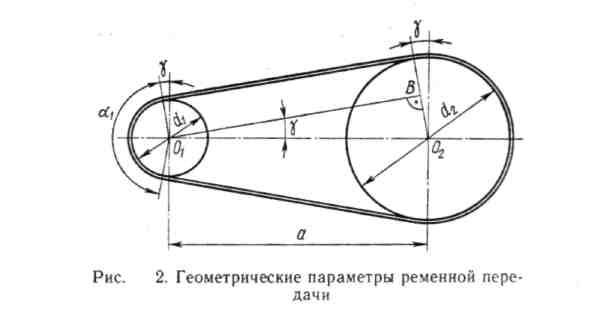 γ
γ
α₁
d₁
B
d₂
γ
O₁
O₂
a
Рис. 2. Геометрические параметры ременной пере-
дачи